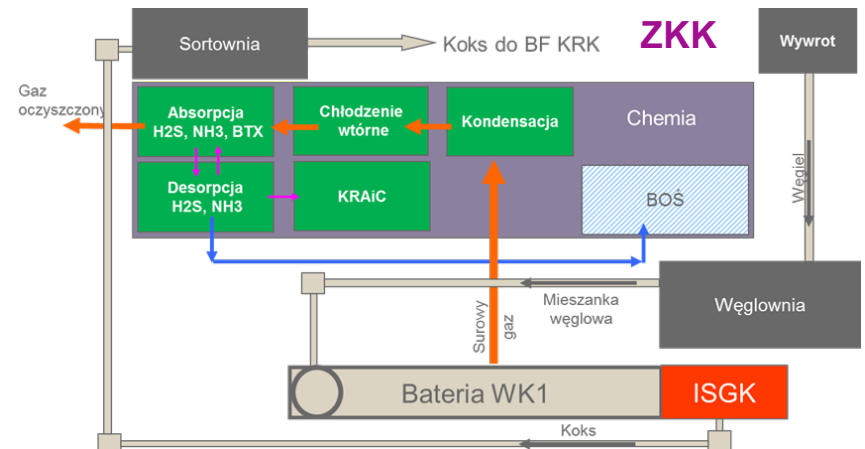 Sortownia
Koks do BF KRK
ZKK
Wywrot
Gaz
oczyszczony
Absorpcja
H2S, NH3, BTX
Chłodzenie
wtórne
Kondensacja
Chemia
Desorpcja
H2S, NH3
KRAiC
BOŚ
Węgiel
Mieszanka
węglowa
Węglownia
Surowy
gaz
Bateria WK1
ISGK
Koks